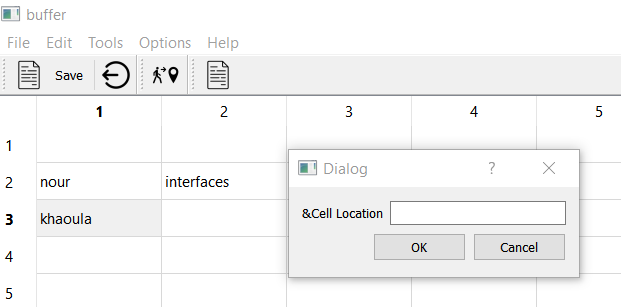 buffer
File Edit Tools Options Help
Save
1 2 3 4 5
1
2 nour interfaces
3 khaoula
4
5
Dialog ?
&Cell Location
OK Cancel